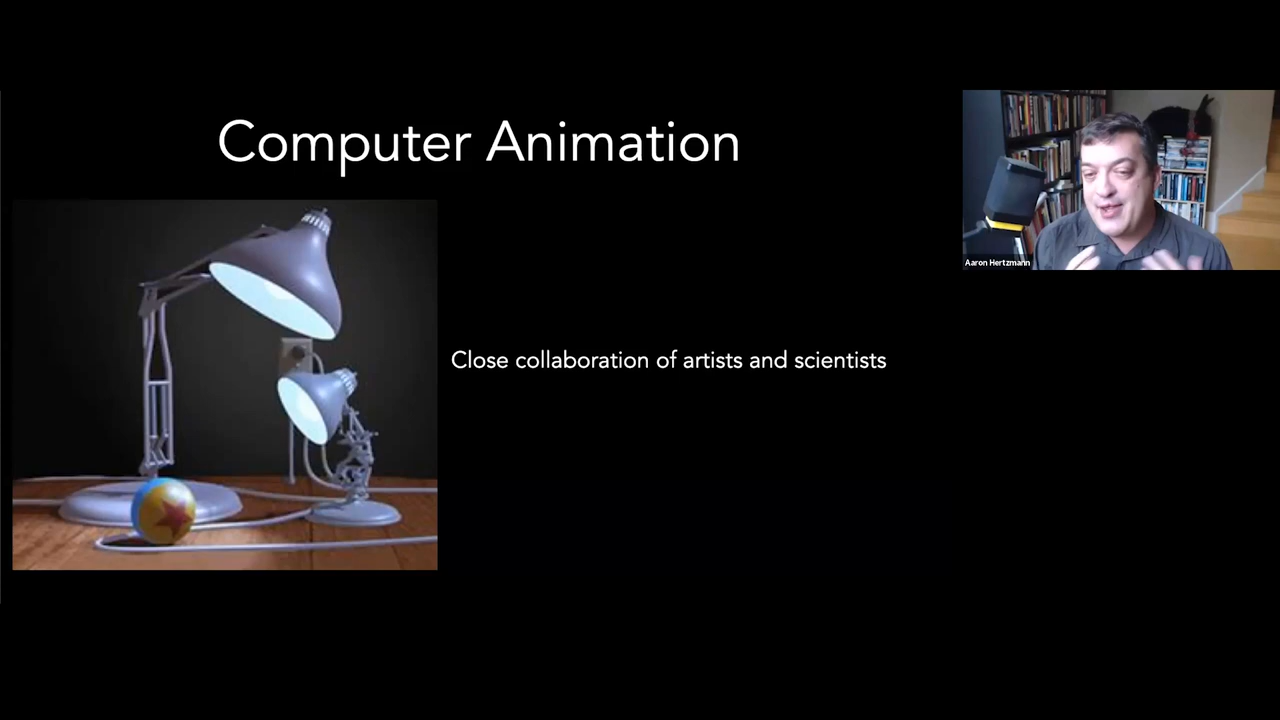 Computer Animation
Aaron Hertzmann
Close collaboration of artists and scientists